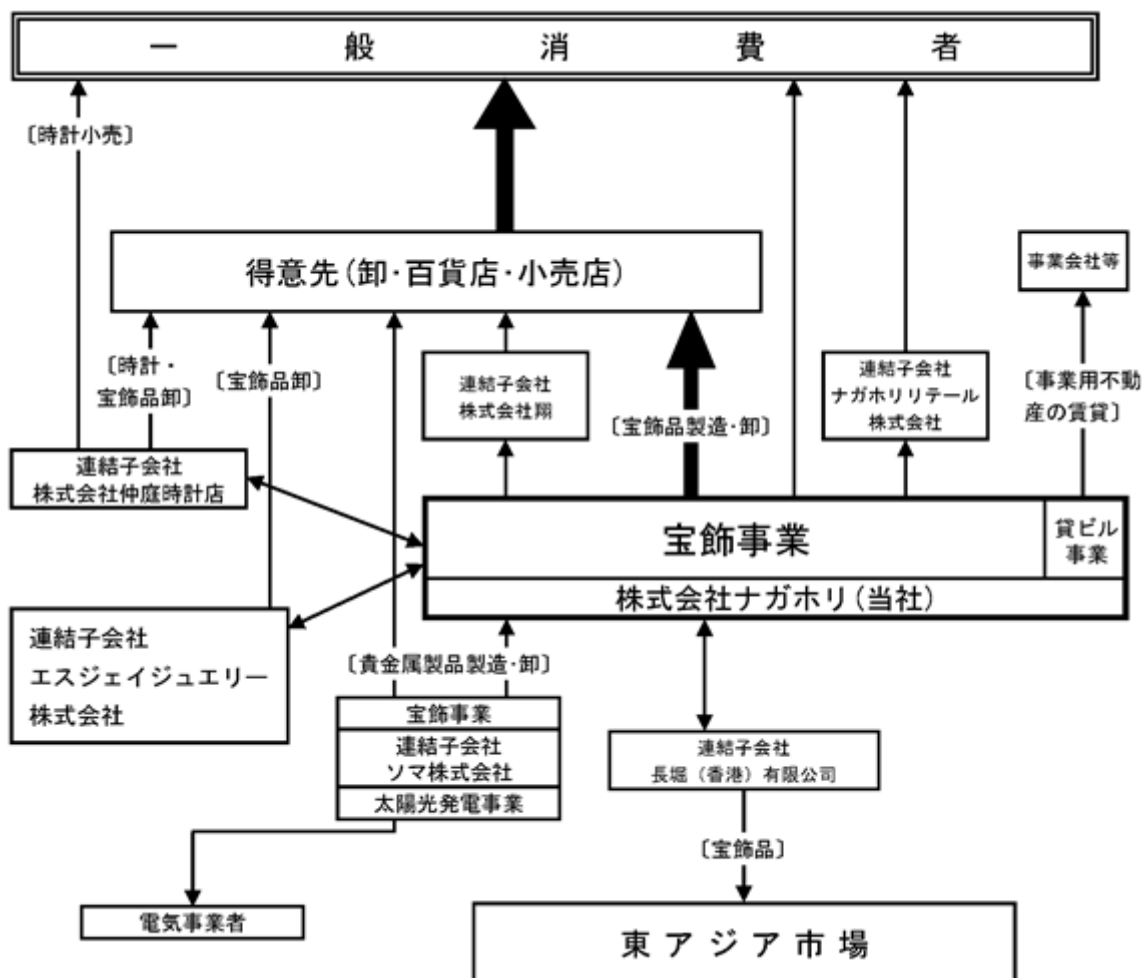 一般消費者
〔時計小売〕
得意先(卸・百貨店・小売店)
事業会社等
〔時計・
宝飾品卸〕
〔宝飾品卸〕
連結子会社
株式会社翔
〔宝飾品製造・卸〕
連結子会社
ナガホリリテール
株式会社
〔事業用不動
産の賃貸〕
連結子会社
株式会社仲庭時計店
宝飾事業
貸ビル
事業
株式会社ナガホリ(当社)
連結子会社
エスジェイジュエリー
株式会社
〔貴金属製品製造・卸〕
宝飾事業
連結子会社
ソマ株式会社
太陽光発電事業
連結子会社
長堀（香港）有限公司
〔宝飾品〕
電気事業者
東アジア市場